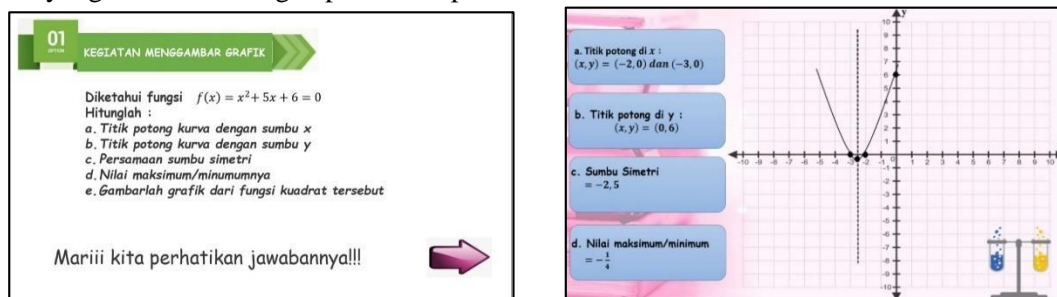 01
OPTION
KEGIATAN MENGGAMBAR GRAFIK
Diketahui fungsi f(x) = x² + 5x + 6 = 0
Hitunglah :
a. Titik potong kurva dengan sumbu x
b. Titik potong kurva dengan sumbu y
c. Persamaan sumbu simetri
d. Nilai maksimum/minumumnya
e. Gambarlah grafik dari fungsi kuadrat tersebut
Mariii kita perhatikan jawabannya!!!
a. Titik potong di x :
(x, y) = (−2, 0) dan (−3, 0)
b. Titik potong di y :
(x, y) = (0, 6)
c. Sumbu Simetri
= −2, 5
d. Nilai maksimum/minimum
= −1/4
y